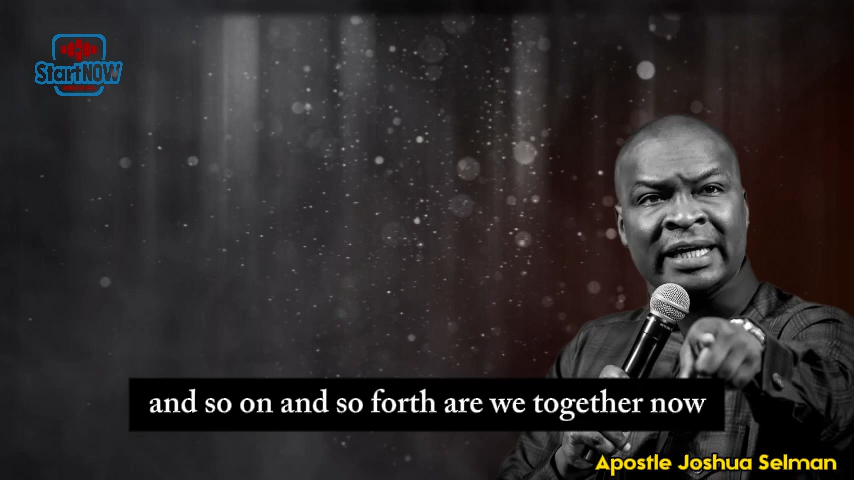 StartNOW
and so on and so forth are we together now
Apostle Joshua Selman